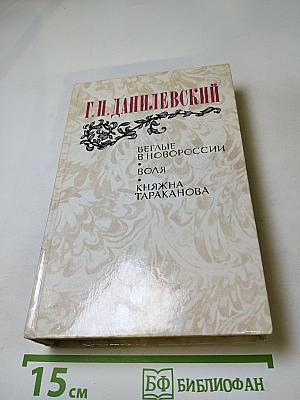 Г.П. ДАНИЛЕВСКИЙ
БЕГЛЫЕ
В НОВОРОССИИ
•
ВОЛЯ
•
КНЯЖНА
ТАРАКАНОВА
15 см
БФ БИБЛИОФАН